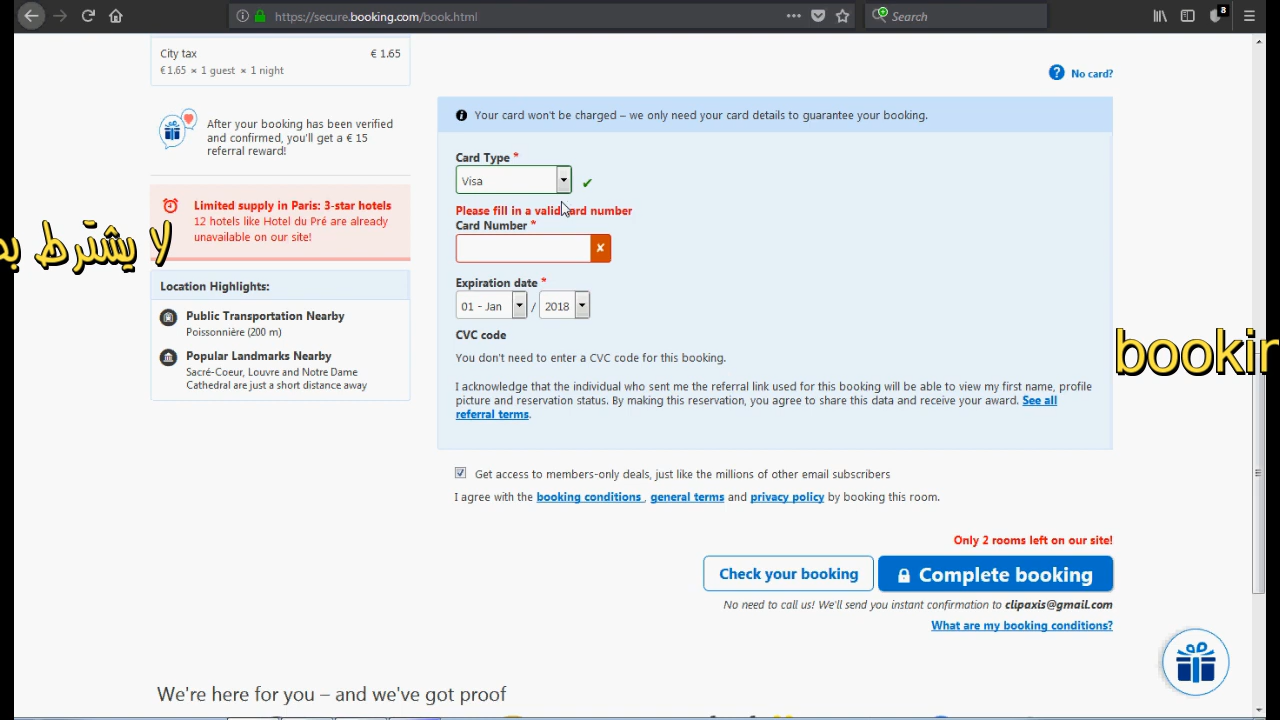 https://secure.booking.com/book.html
Search
8
City tax € 1.65
€ 1.65 × 1 guest × 1 night
No card?
After your booking has been verified
and confirmed, you'll get a € 15
referral reward!
Limited supply in Paris: 3-star hotels
12 hotels like Hotel du Pré are already
unavailable on our site!
لا يشترط
Location Highlights:
Public Transportation Nearby
Poissonnière (200 m)
Popular Landmarks Nearby
Sacré-Coeur, Louvre and Notre Dame
Cathedral are just a short distance away
Your card won't be charged – we only need your card details to guarantee your booking.
Card Type *
Visa
Please fill in a valid card number
Card Number *
Expiration date *
01 - Jan / 2018
CVC code
You don't need to enter a CVC code for this booking.
I acknowledge that the individual who sent me the referral link used for this booking will be able to view my first name, profile
picture and reservation status. By making this reservation, you agree to share this data and receive your award. See all
referral terms.
Get access to members-only deals, just like the millions of other email subscribers
I agree with the booking conditions , general terms and privacy policy by booking this room.
Only 2 rooms left on our site!
Check your booking
Complete booking
No need to call us! We'll send you instant confirmation to clipaxis@gmail.com
What are my booking conditions?
We're here for you – and we've got proof